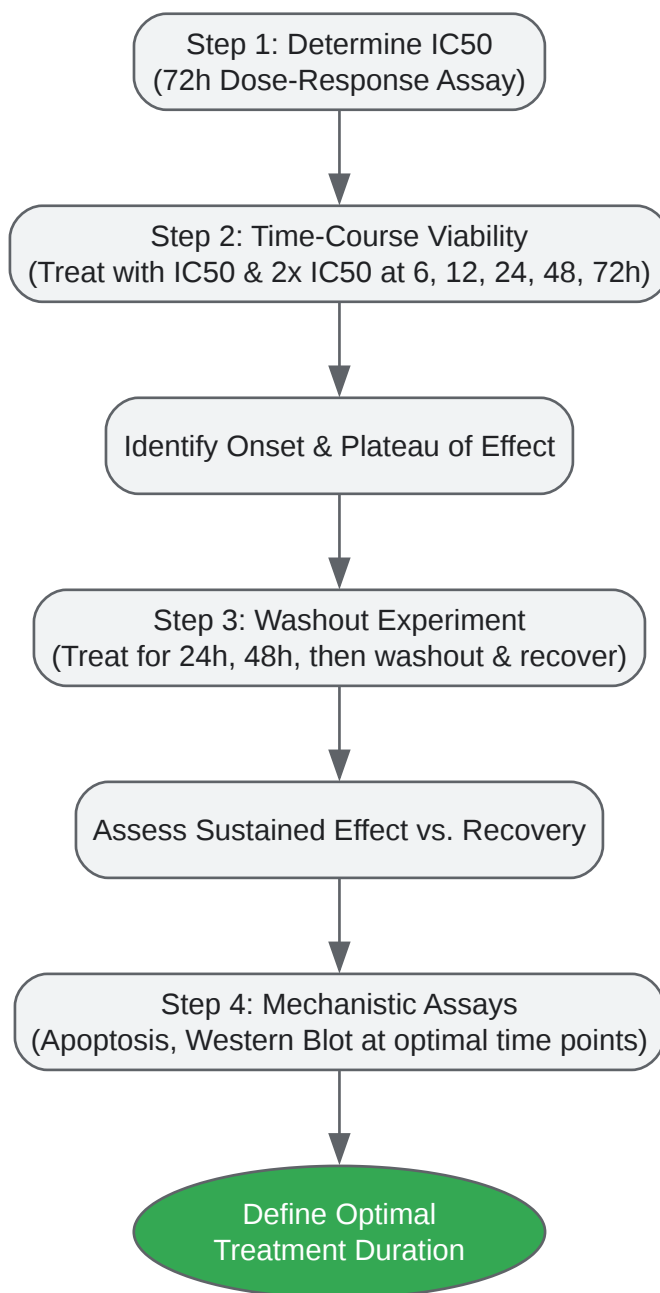 Step 1: Determine IC50
(72h Dose-Response Assay)
Step 2: Time-Course Viability
(Treat with IC50 & 2x IC50 at 6, 12, 24, 48, 72h)
Identify Onset & Plateau of Effect
Step 3: Washout Experiment
(Treat for 24h, 48h, then washout & recover)
Assess Sustained Effect vs. Recovery
Step 4: Mechanistic Assays
(Apoptosis, Western Blot at optimal time points)
Define Optimal
Treatment Duration